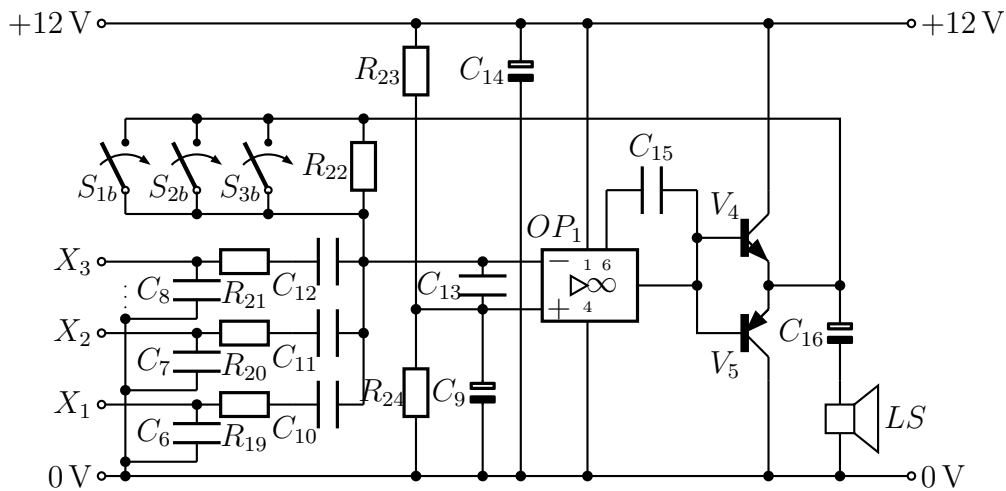 +12 V +12 V
R23 C14
C15
S1b S2b S3b R22
V4
OP1
X3 − 1 6
C8 R21 C12 C13 ▷∞
+ 4
X2 C16
C7 R20 C11 V5
R24 C9
X1 LS
C6 R19 C10
0 V 0 V